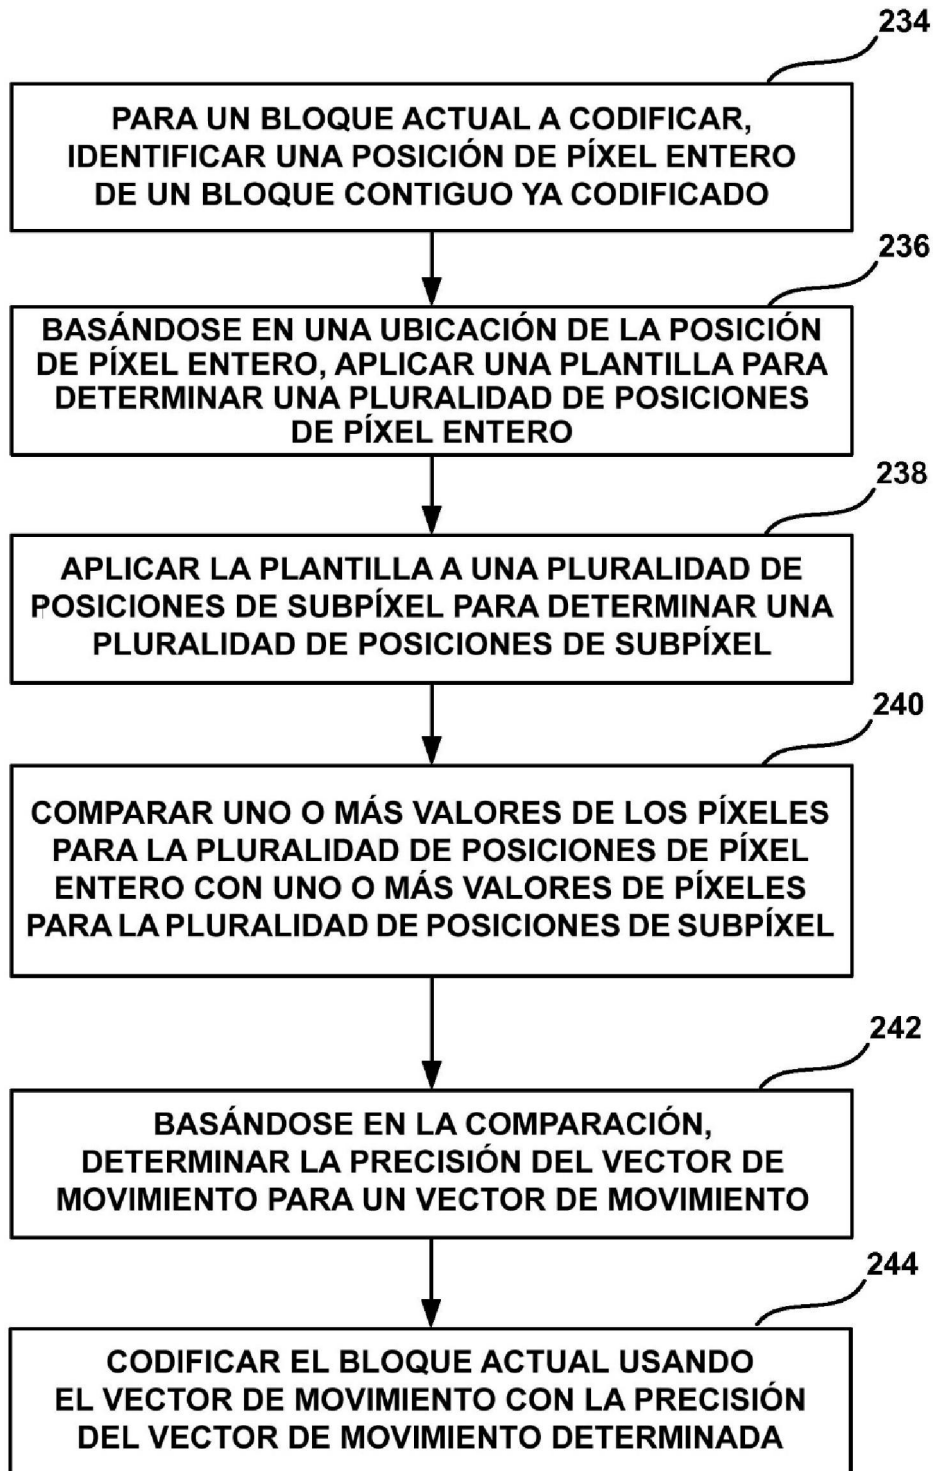 234
PARA UN BLOQUE ACTUAL A CODIFICAR,
IDENTIFICAR UNA POSICIÓN DE PÍXEL ENTERO
DE UN BLOQUE CONTIGUO YA CODIFICADO
236
BASÁNDOSE EN UNA UBICACIÓN DE LA POSICIÓN
DE PÍXEL ENTERO, APLICAR UNA PLANTILLA PARA
DETERMINAR UNA PLURALIDAD DE POSICIONES
DE PÍXEL ENTERO
238
APLICAR LA PLANTILLA A UNA PLURALIDAD DE
POSICIONES DE SUBPÍXEL PARA DETERMINAR UNA
PLURALIDAD DE POSICIONES DE SUBPÍXEL
240
COMPARAR UNO O MÁS VALORES DE LOS PÍXELES
PARA LA PLURALIDAD DE POSICIONES DE PÍXEL
ENTERO CON UNO O MÁS VALORES DE PÍXELES
PARA LA PLURALIDAD DE POSICIONES DE SUBPÍXEL
242
BASÁNDOSE EN LA COMPARACIÓN,
DETERMINAR LA PRECISIÓN DEL VECTOR DE
MOVIMIENTO PARA UN VECTOR DE MOVIMIENTO
244
CODIFICAR EL BLOQUE ACTUAL USANDO
EL VECTOR DE MOVIMIENTO CON LA PRECISIÓN
DEL VECTOR DE MOVIMIENTO DETERMINADA